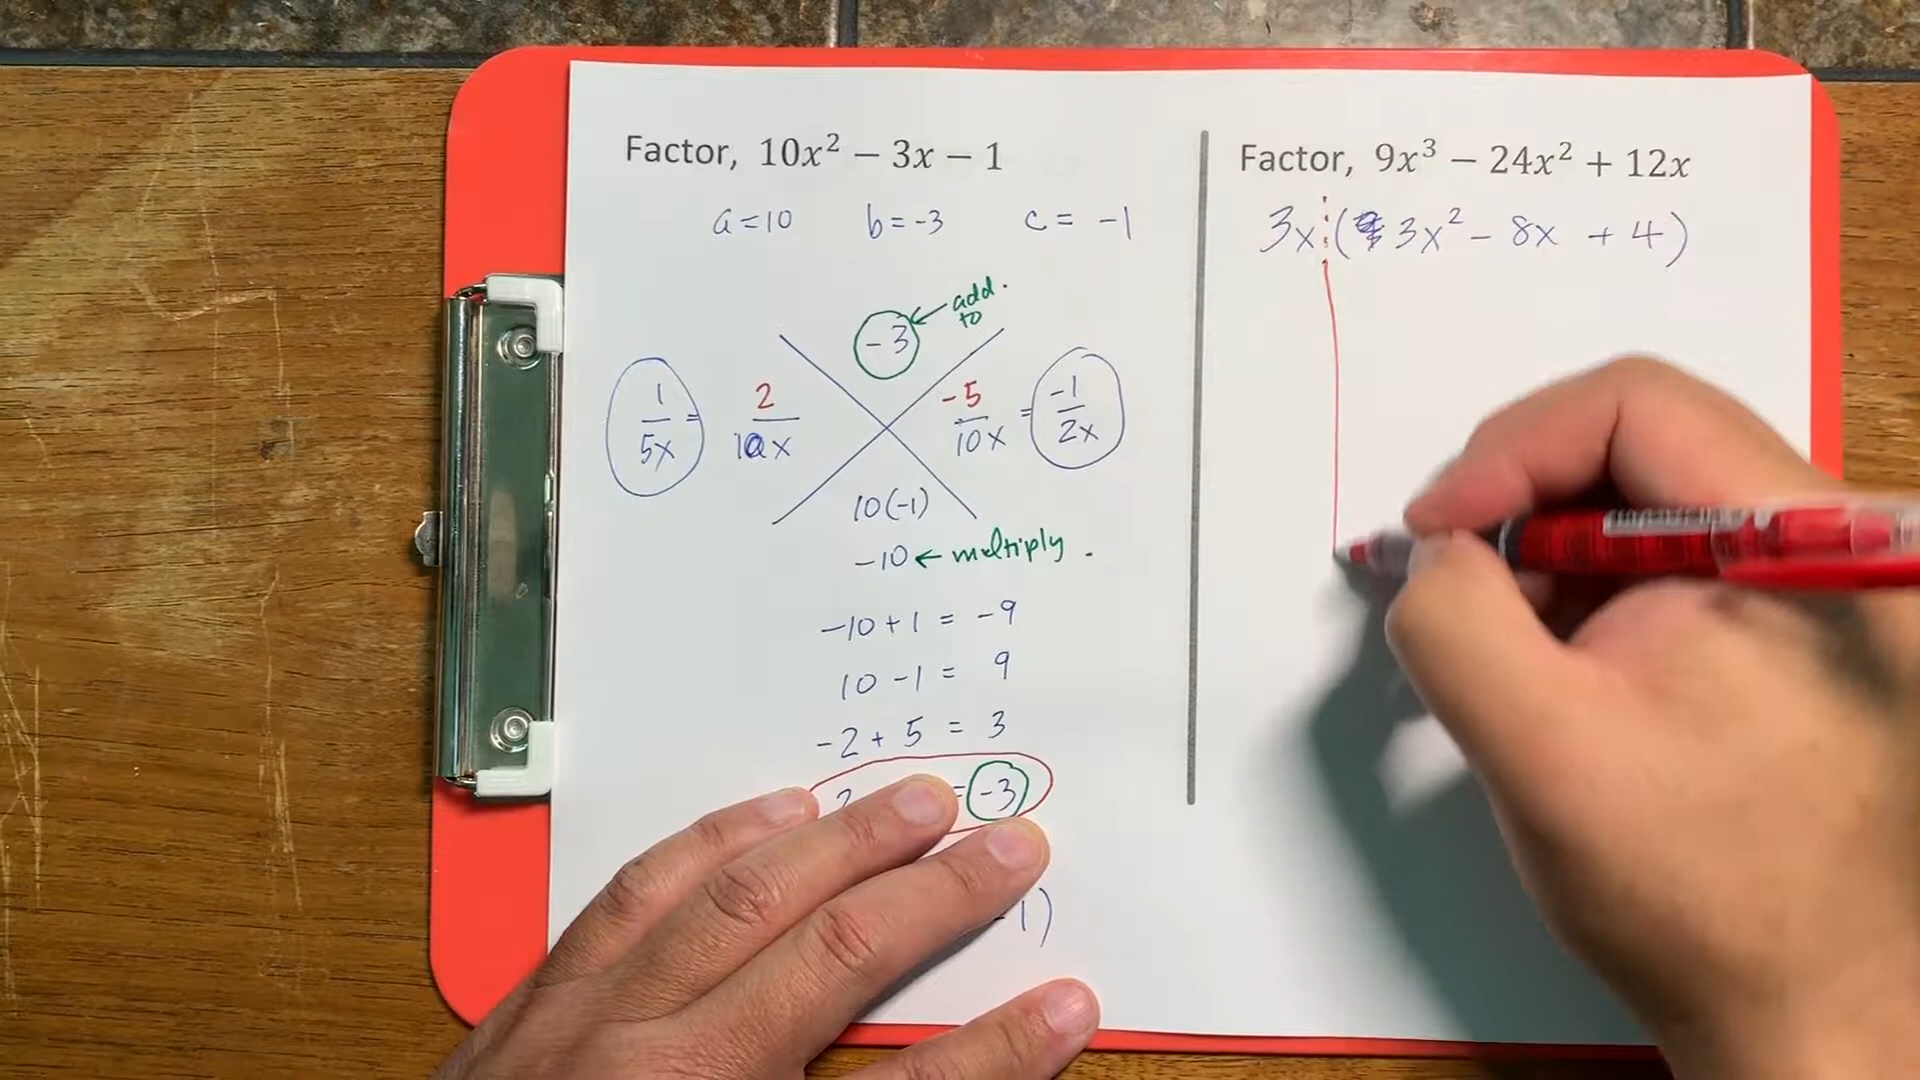 Factor, 10x² − 3x − 1
a = 10 b = -3 c = -1
-3 ← add to.
1/5x = 2/10x
-5/10x = -1/2x
10(-1)
-10 ← multiply.
-10 + 1 = -9
10 - 1 = 9
-2 + 5 = 3
2 = -3
- 1)
Factor, 9x³ − 24x² + 12x
3x (3x² - 8x + 4)